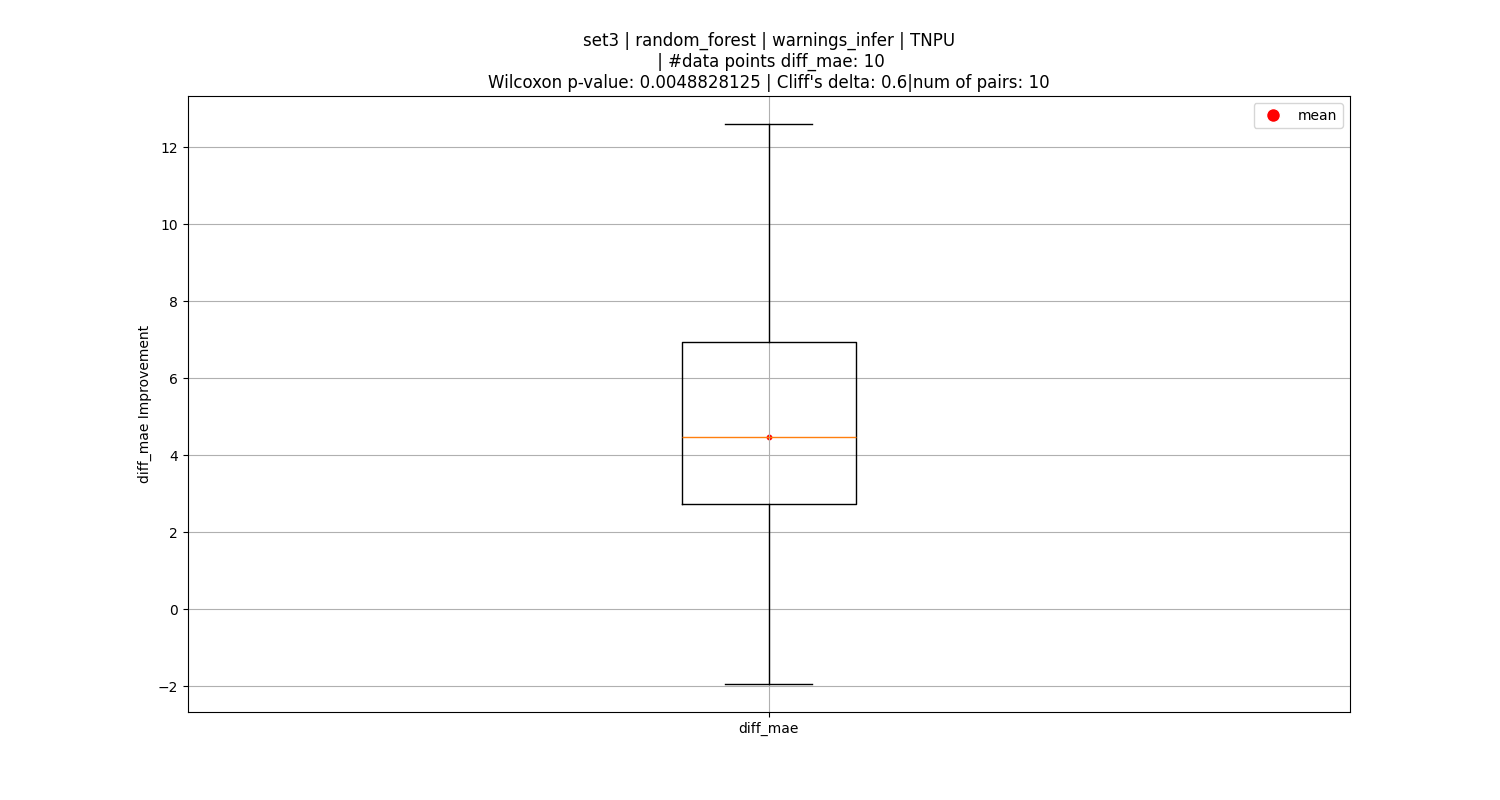 set3 | random_forest | warnings_infer | TNPU
| #data points diff_mae: 10
Wilcoxon p-value: 0.0048828125 | Cliff's delta: 0.6|num of pairs: 10
mean
12
10
8
6
4
2
0
−2
diff_mae Improvement
diff_mae